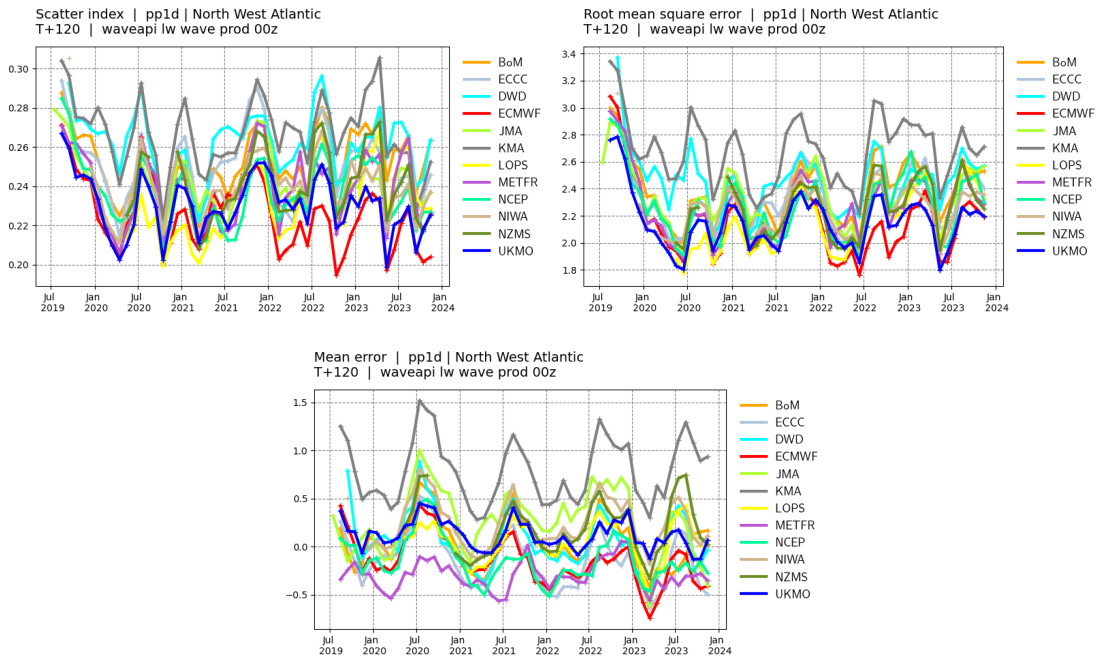 Scatter index | pp1d | North West Atlantic
T+120 | waveapi lw wave prod 00z
0.30
0.28
0.26
0.24
0.22
0.20
Jul 2019
Jan 2020
Jul 2020
Jan 2021
Jul 2021
Jan 2022
Jul 2022
Jan 2023
Jul 2023
Jan 2024
BoM
ECCC
DWD
ECMWF
JMA
KMA
LOPS
METFR
NCEP
NIWA
NZMS
UKMO
Root mean square error | pp1d | North West Atlantic
T+120 | waveapi lw wave prod 00z
3.4
3.2
3.0
2.8
2.6
2.4
2.2
2.0
1.8
Jul 2019
Jan 2020
Jul 2020
Jan 2021
Jul 2021
Jan 2022
Jul 2022
Jan 2023
Jul 2023
Jan 2024
BoM
ECCC
DWD
ECMWF
JMA
KMA
LOPS
METFR
NCEP
NIWA
NZMS
UKMO
Mean error | pp1d | North West Atlantic
T+120 | waveapi lw wave prod 00z
1.5
1.0
0.5
0.0
−0.5
Jul 2019
Jan 2020
Jul 2020
Jan 2021
Jul 2021
Jan 2022
Jul 2022
Jan 2023
Jul 2023
Jan 2024
BoM
ECCC
DWD
ECMWF
JMA
KMA
LOPS
METFR
NCEP
NIWA
NZMS
UKMO